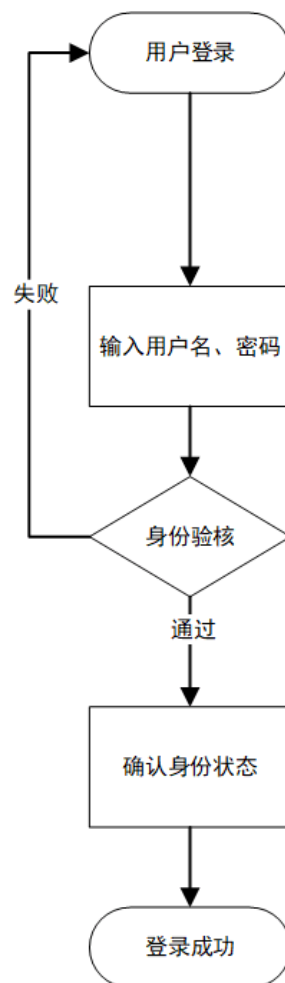 用户登录
失败
输入用户名、密码
身份验核
通过
确认身份状态
登录成功